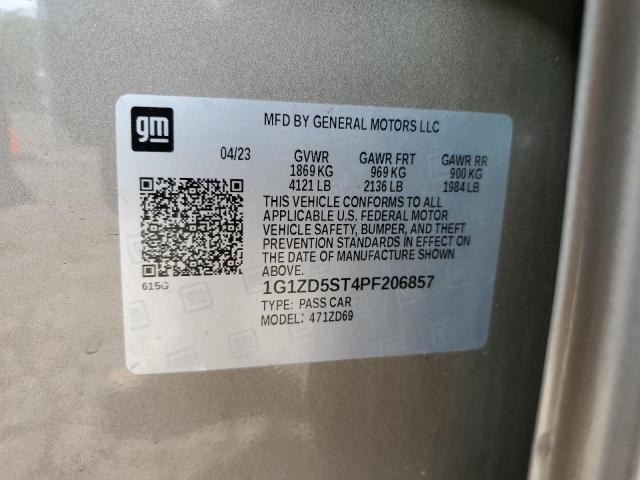 gm
MFD BY GENERAL MOTORS LLC
04/23 GVWR GAWR FRT GAWR RR
1869 KG 969 KG 900 KG
4121 LB 2136 LB 1984 LB
THIS VEHICLE CONFORMS TO ALL
APPLICABLE U.S. FEDERAL MOTOR
VEHICLE SAFETY, BUMPER, AND THEFT
PREVENTION STANDARDS IN EFFECT ON
THE DATE OF MANUFACTURE SHOWN
ABOVE.
615G
1G1ZD5ST4PF206857
TYPE: PASS CAR
MODEL: 471ZD69